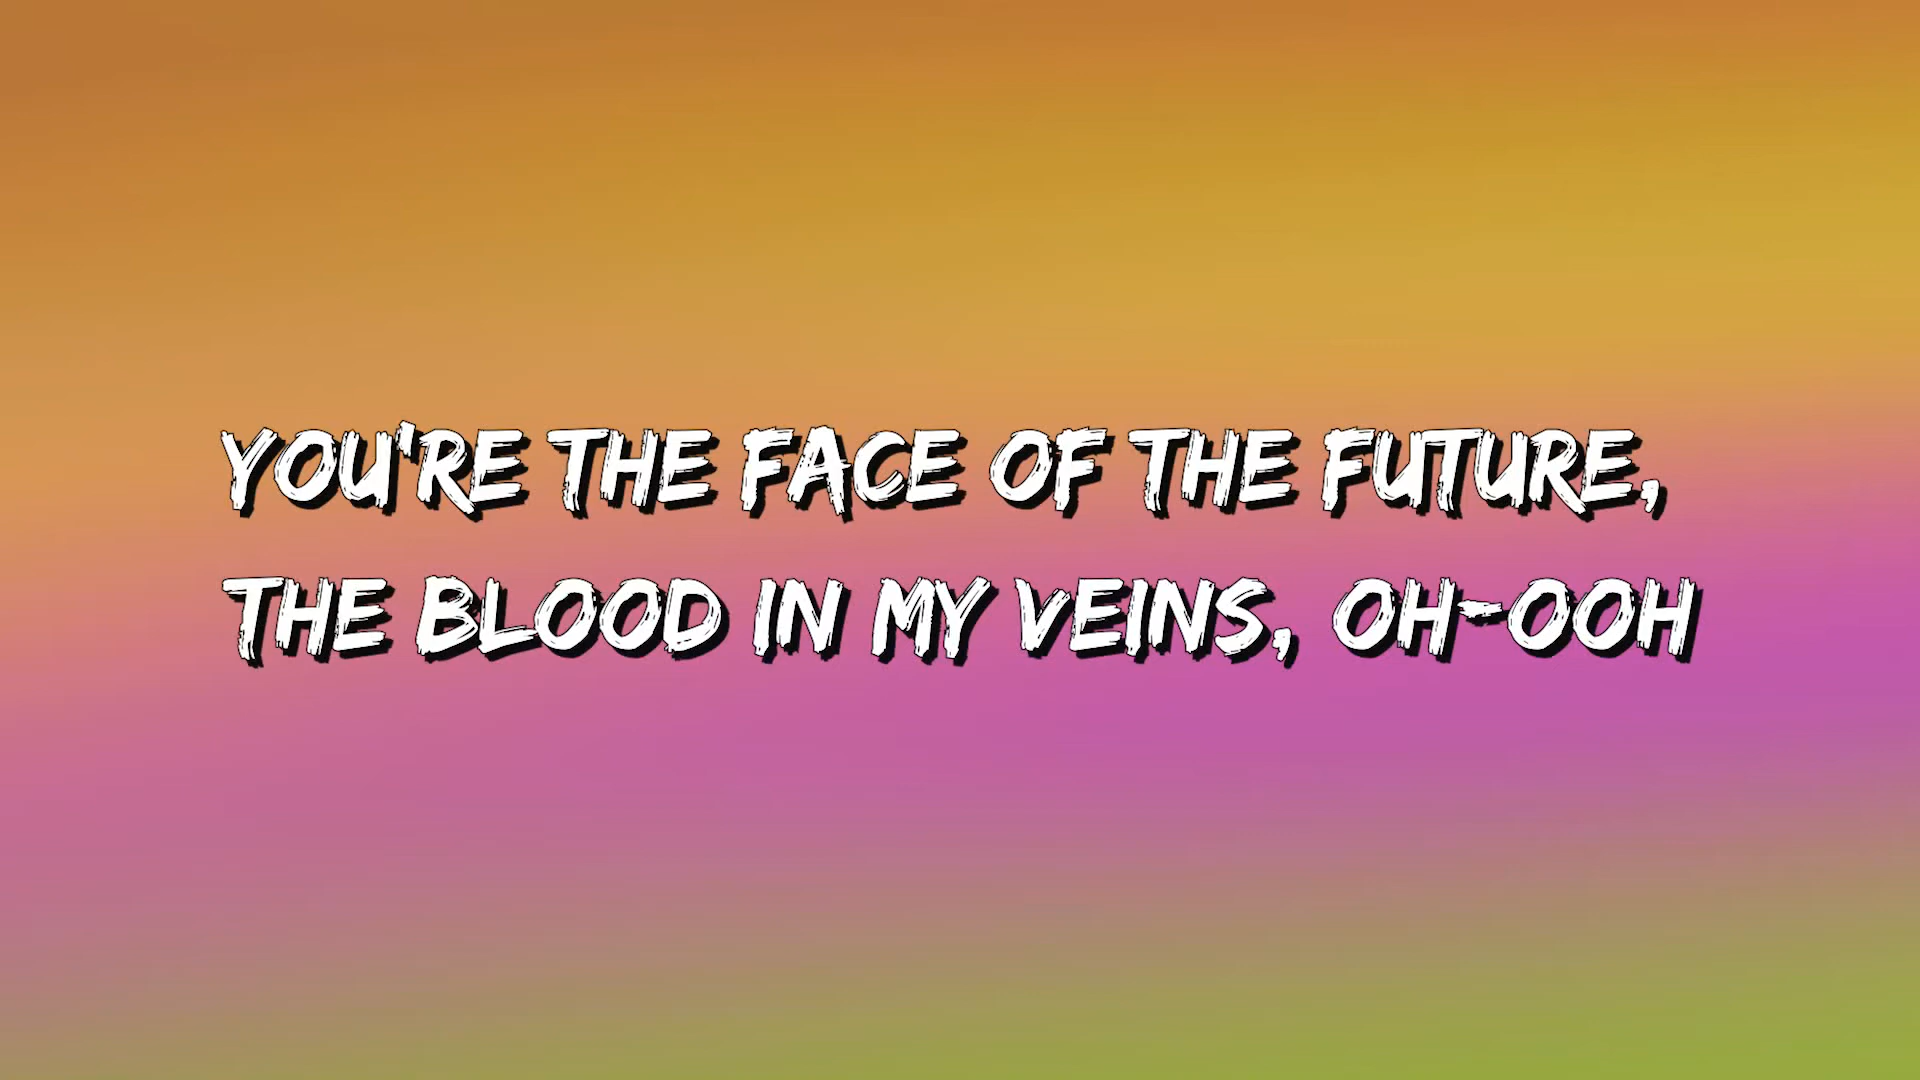 YOU'RE THE FACE OF THE FUTURE,
THE BLOOD IN MY VEINS, OH-OOH